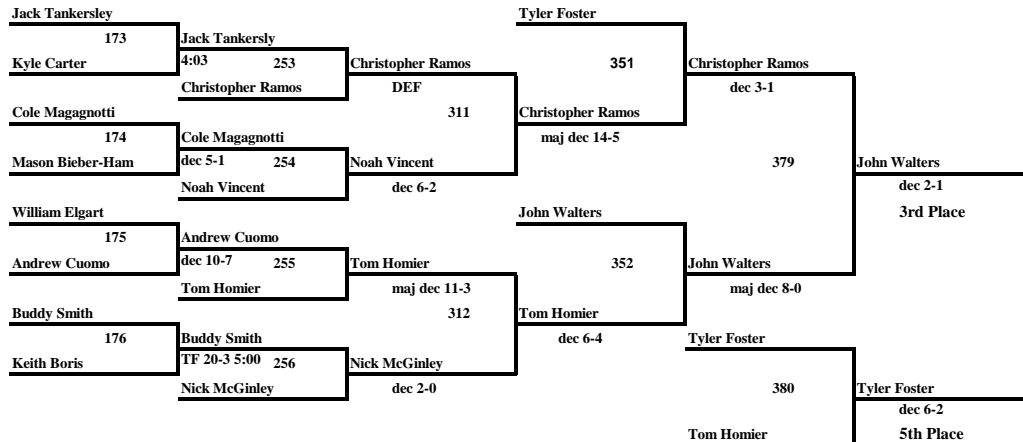 Jack Tankersley
173
Kyle Carter
Cole Magagnotti
174
Mason Bieber-Ham
William Elgart
175
Andrew Cuomo
Buddy Smith
176
Keith Boris
Jack Tankersly
4:03 253
Christopher Ramos
Cole Magagnotti
dec 5-1 254
Noah Vincent
Andrew Cuomo
dec 10-7 255
Tom Homier
Buddy Smith
TF 20-3 5:00 256
Nick McGinley
Christopher Ramos
DEF
311
Noah Vincent
dec 6-2
Tom Homier
maj dec 11-3
312
Nick McGinley
dec 2-0
Tyler Foster
351
Christopher Ramos
maj dec 14-5
John Walters
352
Tom Homier
dec 6-4
Christopher Ramos
dec 3-1
379
John Walters
maj dec 8-0
Tyler Foster
380
Tom Homier
John Walters
dec 2-1
3rd Place
Tyler Foster
dec 6-2
5th Place